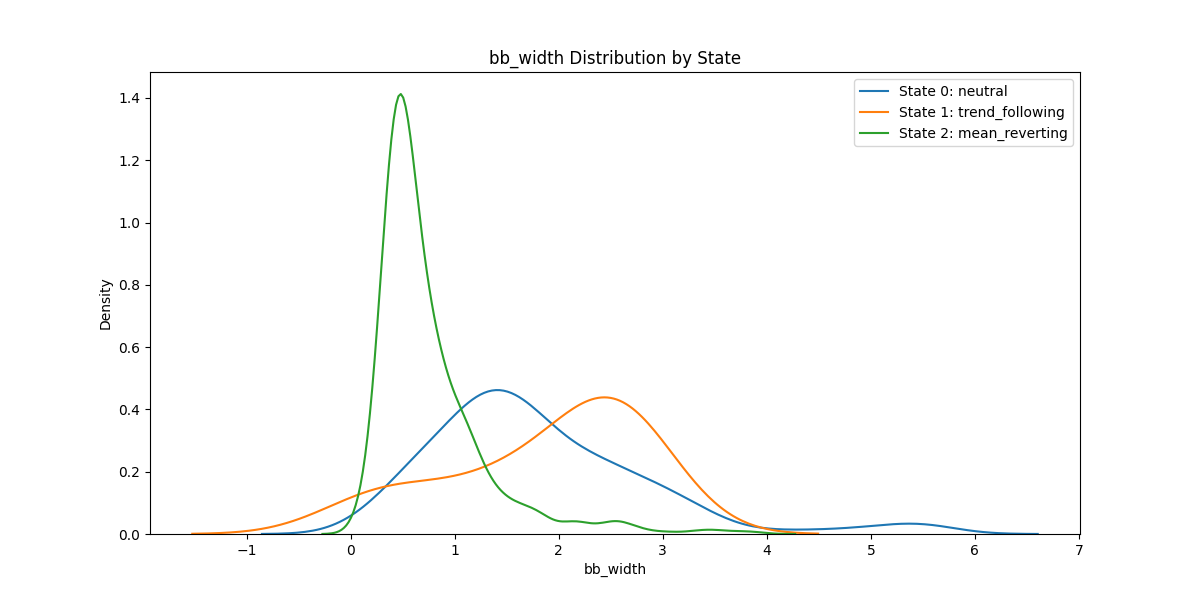 bb_width Distribution by State
State 0: neutral
State 1: trend_following
State 2: mean_reverting
Density
1.4
1.2
1.0
0.8
0.6
0.4
0.2
0.0
−1
0
1
2
3
4
5
6
7
bb_width